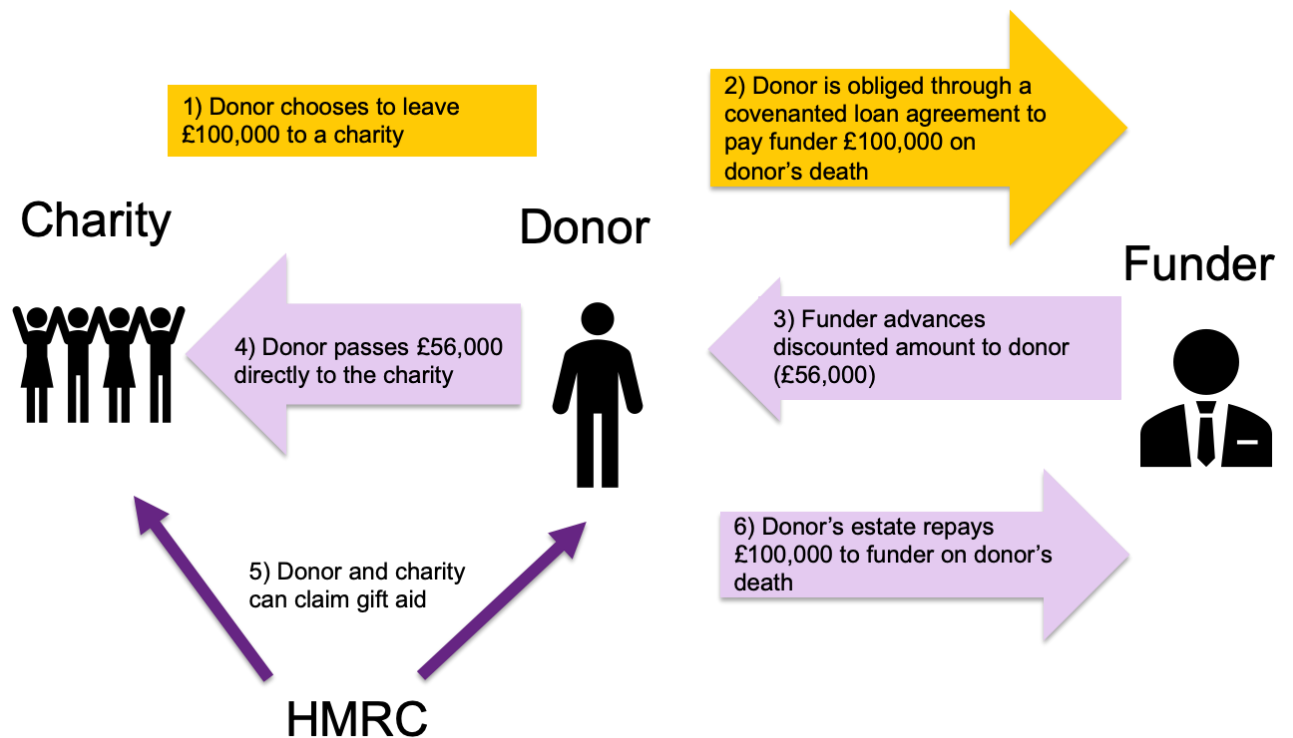 1) Donor chooses to leave
£100,000 to a charity
2) Donor is obliged through a
covenanted loan agreement to
pay funder £100,000 on
donor’s death
Charity
Donor
Funder
3) Funder advances
discounted amount to donor
(£56,000)
4) Donor passes £56,000
directly to the charity
5) Donor and charity
can claim gift aid
6) Donor’s estate repays
£100,000 to funder on donor’s
death
HMRC